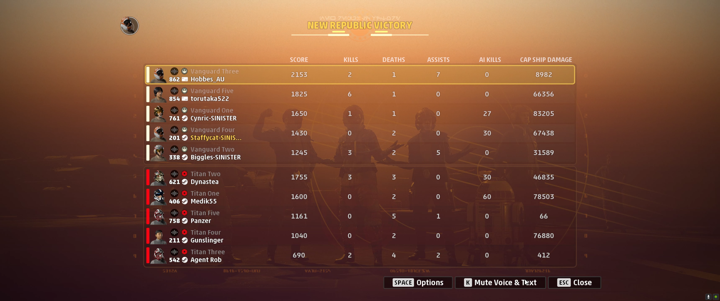 NEW REPUBLIC VICTORY
SCORE KILLS DEATHS ASSISTS AI KILLS CAP SHIP DAMAGE
Vanguard Three
862 Hobbes_AU 2153 2 1 7 0 8982
Vanguard Five
854 torutaka522 1825 6 1 0 0 66356
Vanguard One
761 Cynric-SINISTER 1650 1 1 0 27 83205
Vanguard Four
201 Staffycat-SINIS... 1430 0 2 0 30 67438
Vanguard Two
338 Biggles-SINISTER 1245 3 2 5 0 31589
Titan Two
621 Dynastea 1755 3 3 0 30 46835
Titan One
406 Medik55 1600 0 2 0 60 78503
Titan Five
758 Panzer 1161 0 5 1 0 66
Titan Four
211 Gunslinger 1040 0 2 0 0 76880
Titan Three
542 Agent Rob 690 2 4 2 0 412
SPACE Options K Mute Voice & Text ESC Close